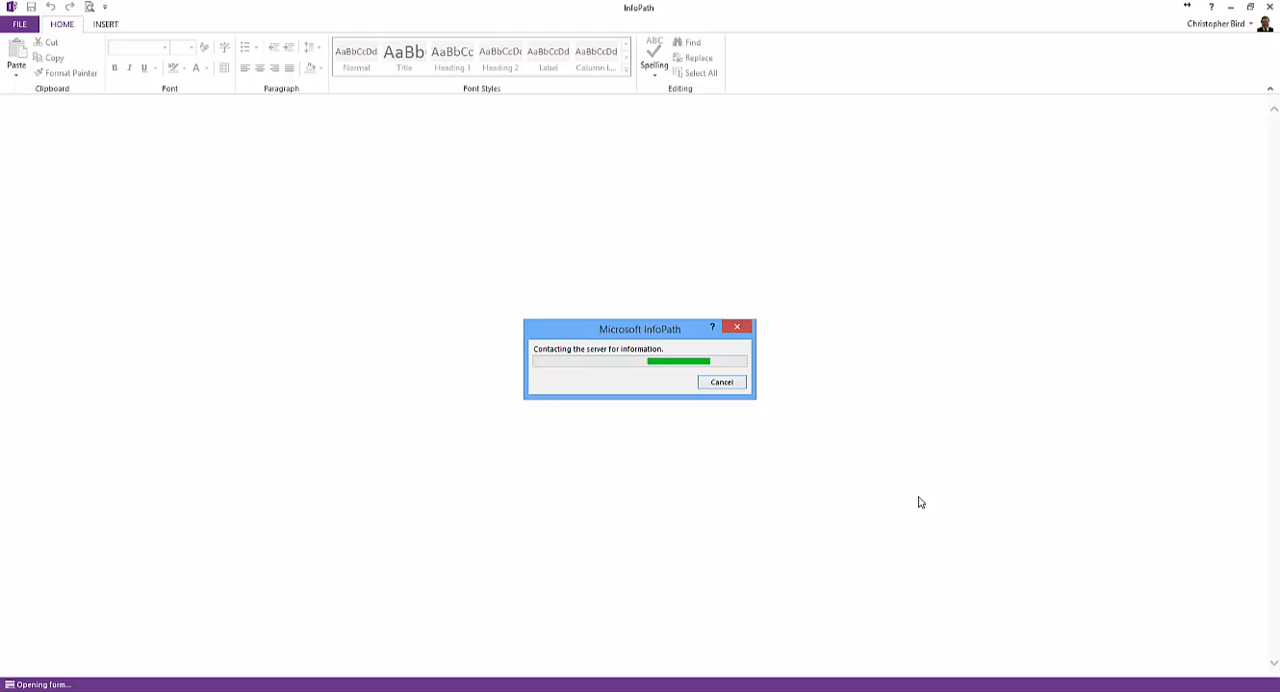 InfoPath
FILE HOME INSERT
Christopher Bird
Paste
Cut
Copy
Format Painter
Clipboard
B I U
A
Font
Paragraph
AaBbCcDd AaBb AaBbCc AaBbCcDc AaBbCcDd AaBbCcDd
Normal Title Heading 1 Heading 2 Label Column L...
Font Styles
ABC
Spelling
Find
Replace
Select All
Editing
Microsoft InfoPath
Contacting the server for information.
Cancel
Opening form...